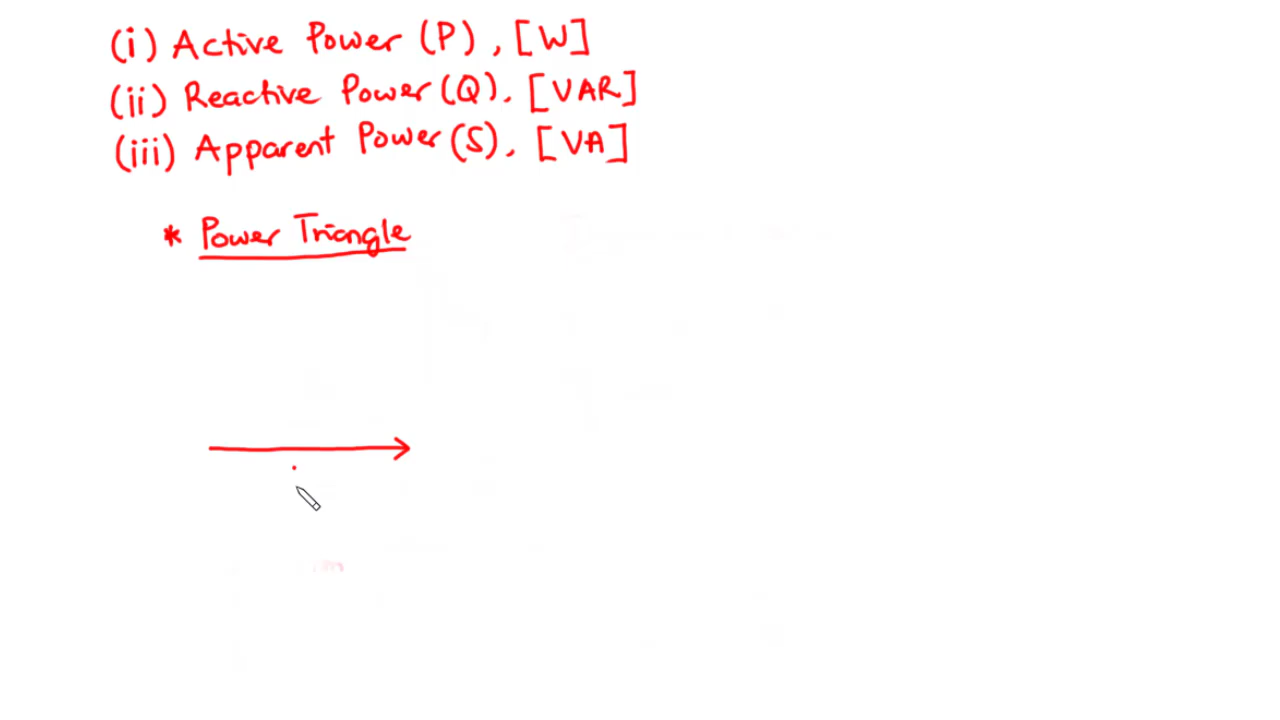 (i) Active Power (P), [W]
(ii) Reactive Power (Q). [VAR]
(iii) Apparent Power (S), [VA]
* Power Triangle